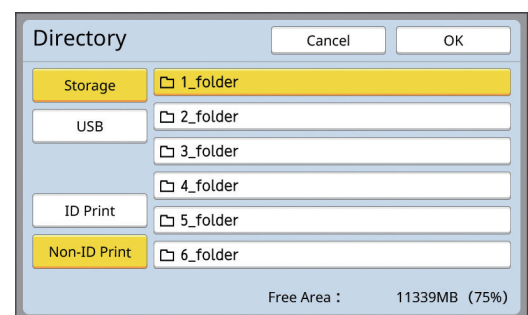 Directory Cancel OK
Storage
USB
ID Print
Non-ID Print
1_folder
2_folder
3_folder
4_folder
5_folder
6_folder
Free Area : 11339MB (75%)